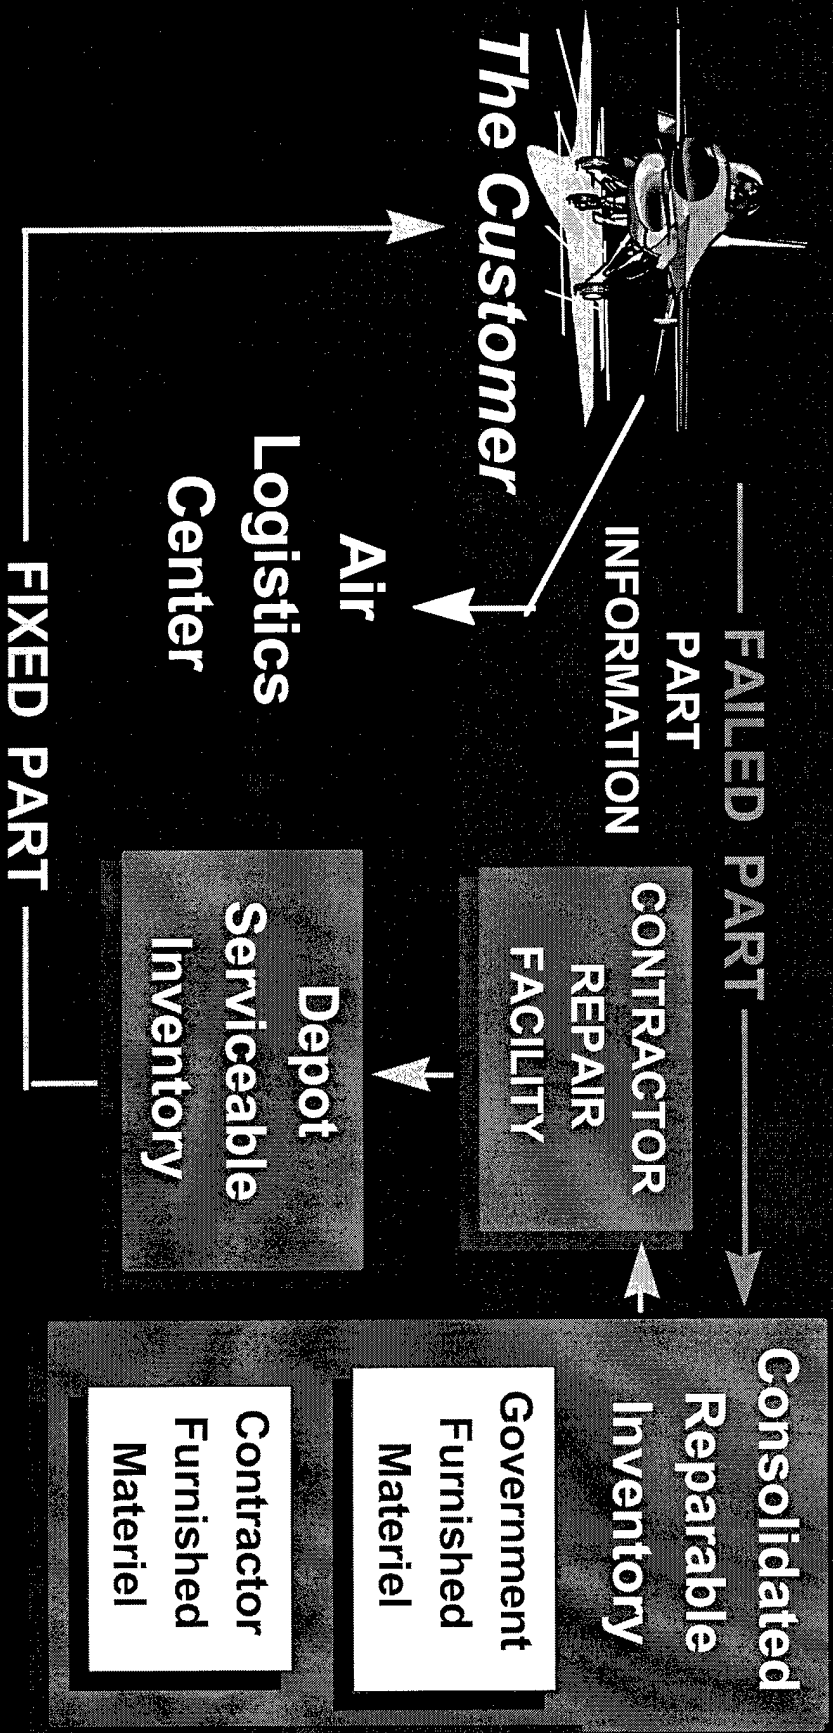 The Customer
FAILED PART
PART
INFORMATION
Air
Logistics
Center
CONTRACTOR
REPAIR
FACILITY
Depot
Serviceable
Inventory
FIXED PART
Consolidated
Reparable
Inventory
Government
Furnished
Materiel
Contractor
Furnished
Materiel